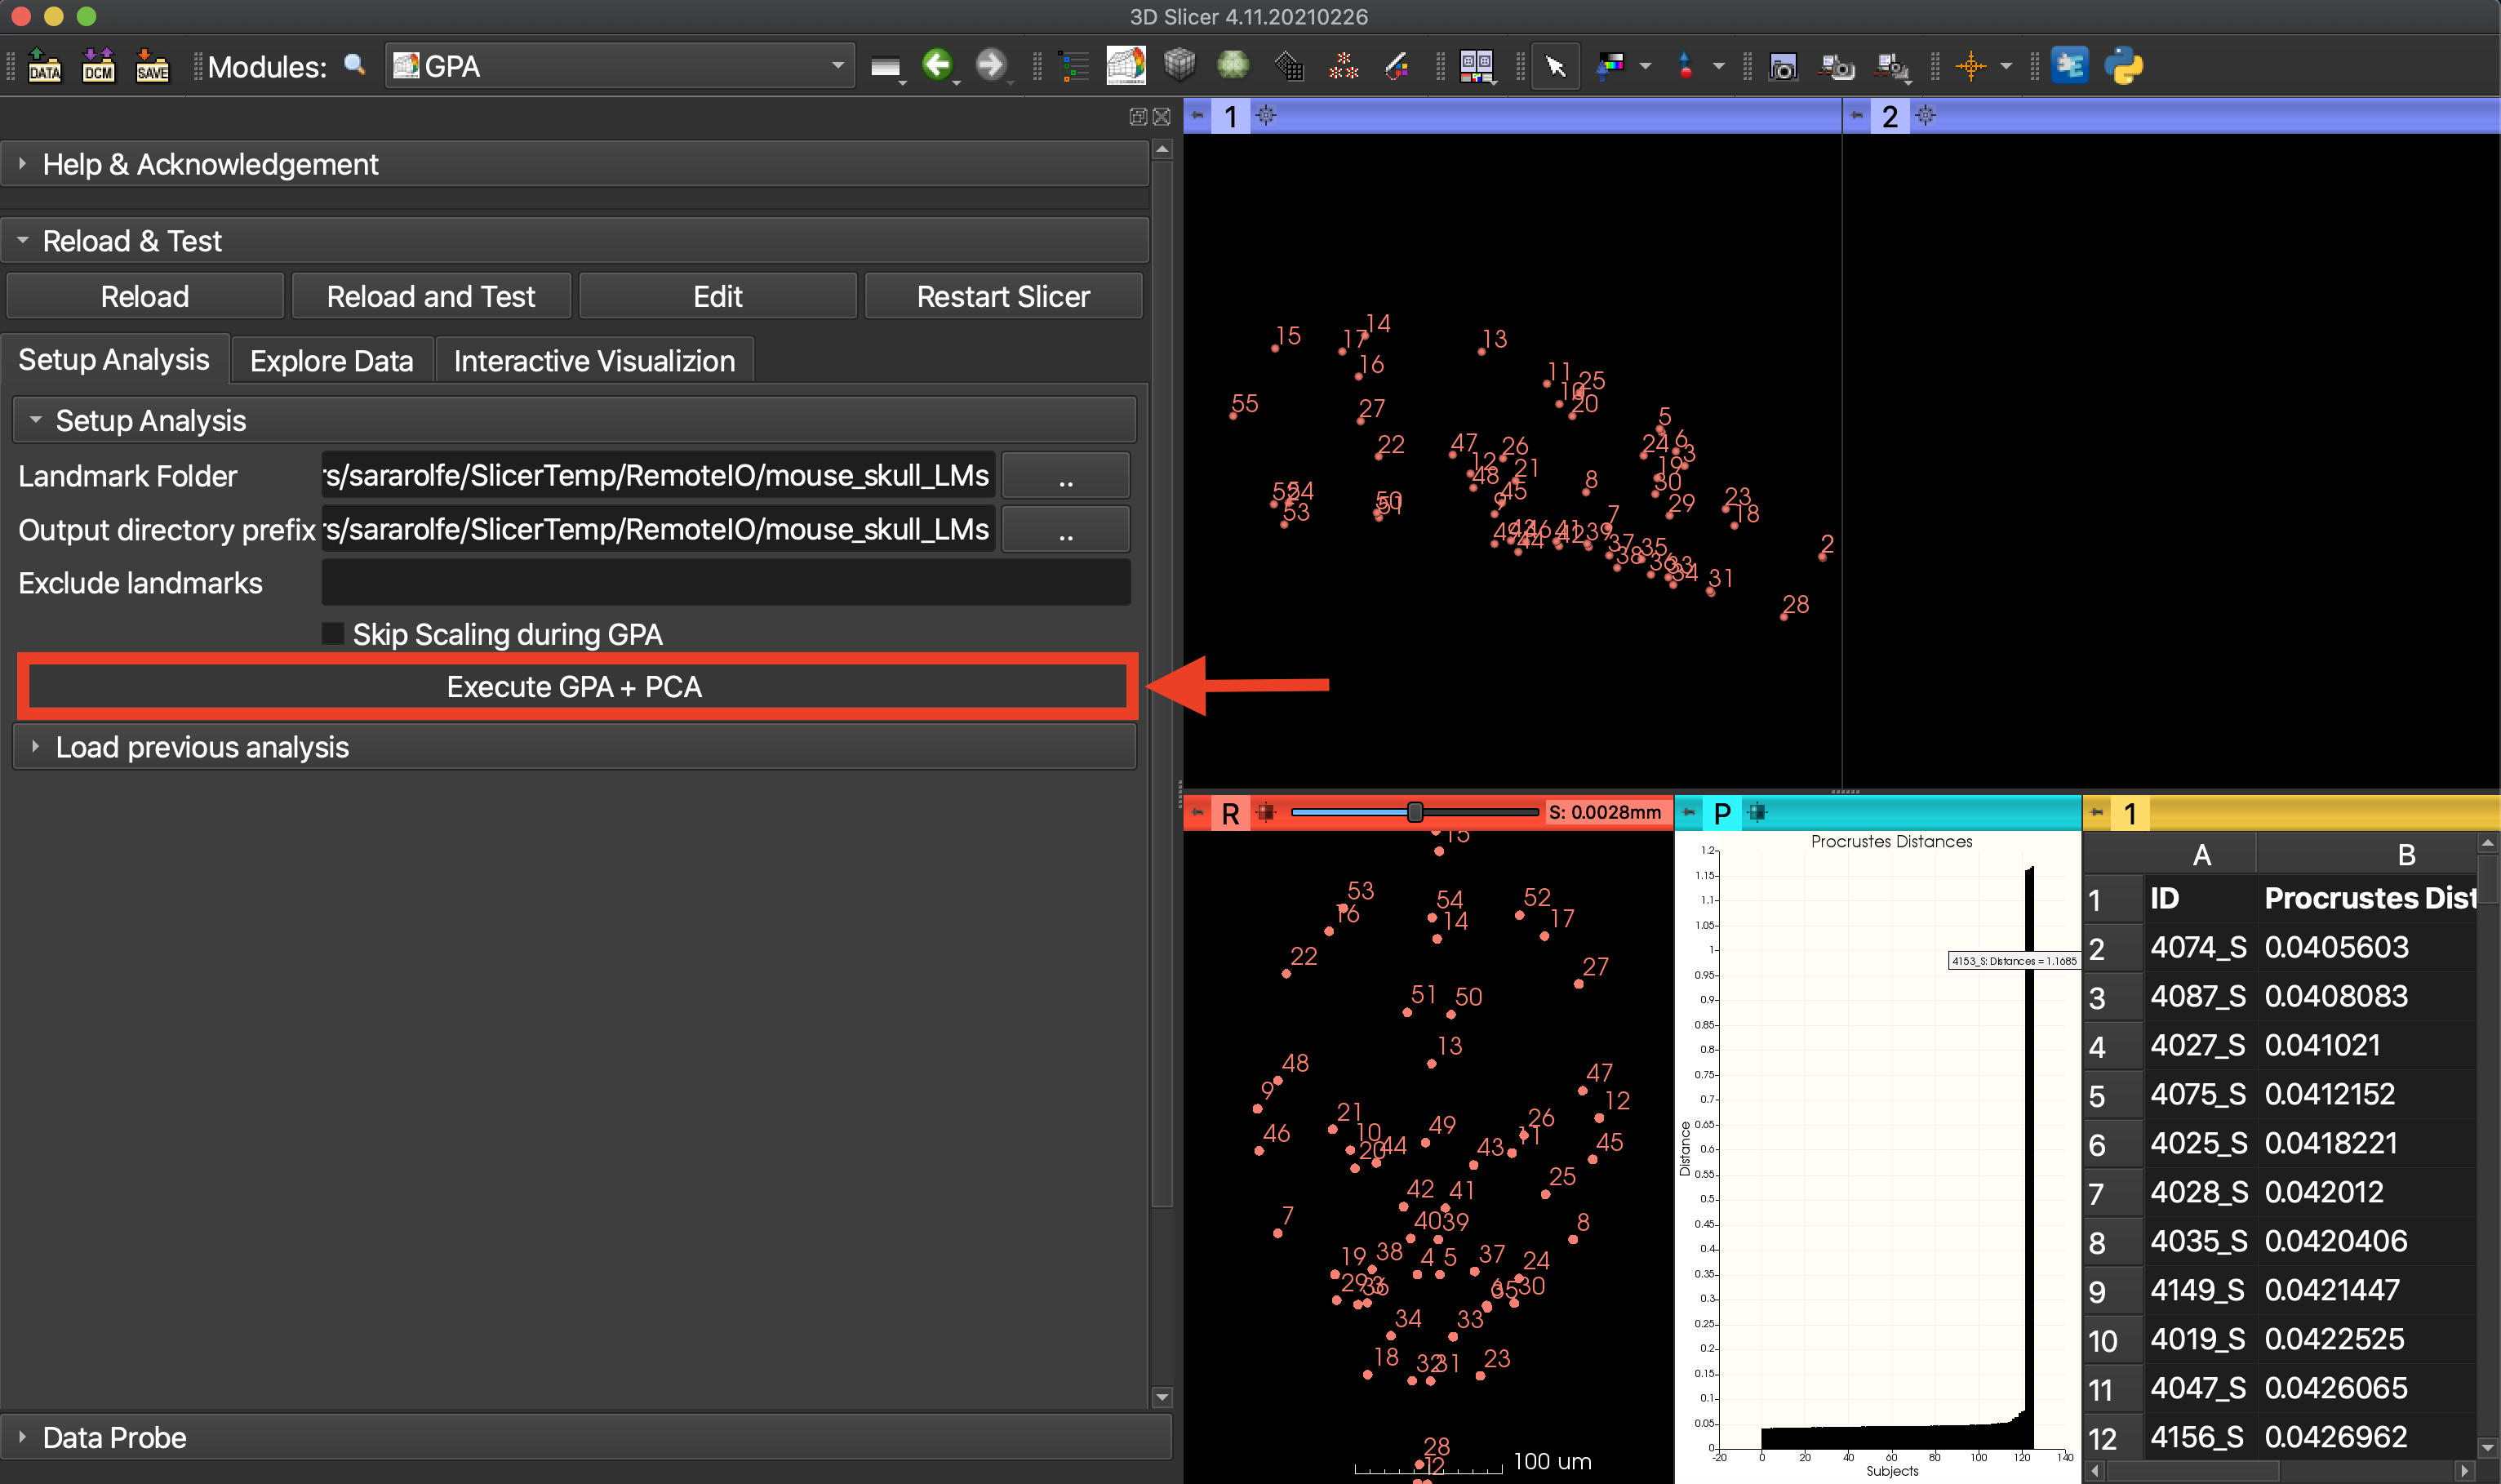 3D Slicer 4.11.20210226
DATA DCM SAVE Modules: GPA
1
2
Help & Acknowledgement
Reload & Test
Reload Reload and Test Edit Restart Slicer
Setup Analysis Explore Data Interactive Visualizion
Setup Analysis
Landmark Folder rs/sararolfe/SlicerTemp/RemoteIO/mouse_skull_LMs ..
Output directory prefix rs/sararolfe/SlicerTemp/RemoteIO/mouse_skull_LMs ..
Exclude landmarks
Skip Scaling during GPA
Execute GPA + PCA
Load previous analysis
Data Probe
15 17 14 13
16
11 25
10 20
55 27
5
22 47 26 24 6 3
12 21 19
48 8 30
52 54 50 51 9 45 29 23
53 7 18
49 43 46 41 42 39 2
44 37 35
38 36 33
34 31
28
R S: 0.0028mm
15
53 54 52
16 14 17
22 27
51 50
13
48 47
9 12
21 26
46 10 49 11
20 44 43 45
25
42 41
7 40 39 8
19 38 4 5 37 24
29 36 35 30
34 33
18 32 31 23
28
12
100 um
P
Procrustes Distances
1.2
1.15
1.1
1.05
1
0.95
0.9
0.85
0.8
0.75
0.7
0.65
0.6
0.55
0.5
0.45
0.4
0.35
0.3
0.25
0.2
0.15
0.1
0.05
0
Distance
4153_S: Distances = 1.1685
-20 0 20 40 60 80 100 120 140
Subjects
1
A B
1 ID Procrustes Dist
2 4074_S 0.0405603
3 4087_S 0.0408083
4 4027_S 0.041021
5 4075_S 0.0412152
6 4025_S 0.0418221
7 4028_S 0.042012
8 4035_S 0.0420406
9 4149_S 0.0421447
10 4019_S 0.0422525
11 4047_S 0.0426065
12 4156_S 0.0426962